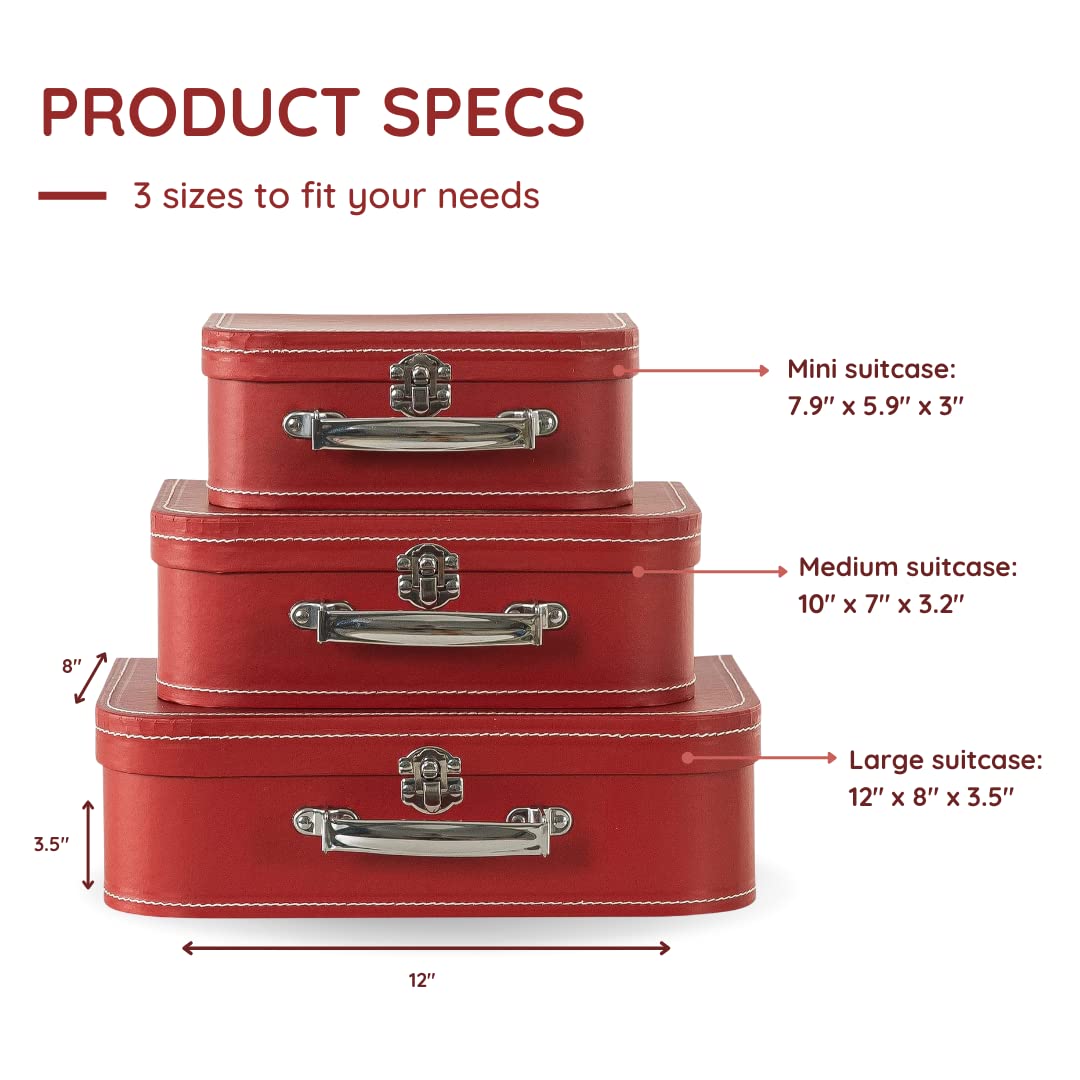 PRODUCT SPECS
3 sizes to fit your needs
Mini suitcase:
7.9" x 5.9" x 3"
Medium suitcase:
10" x 7" x 3.2"
8"
Large suitcase:
12" x 8" x 3.5"
3.5"
12"